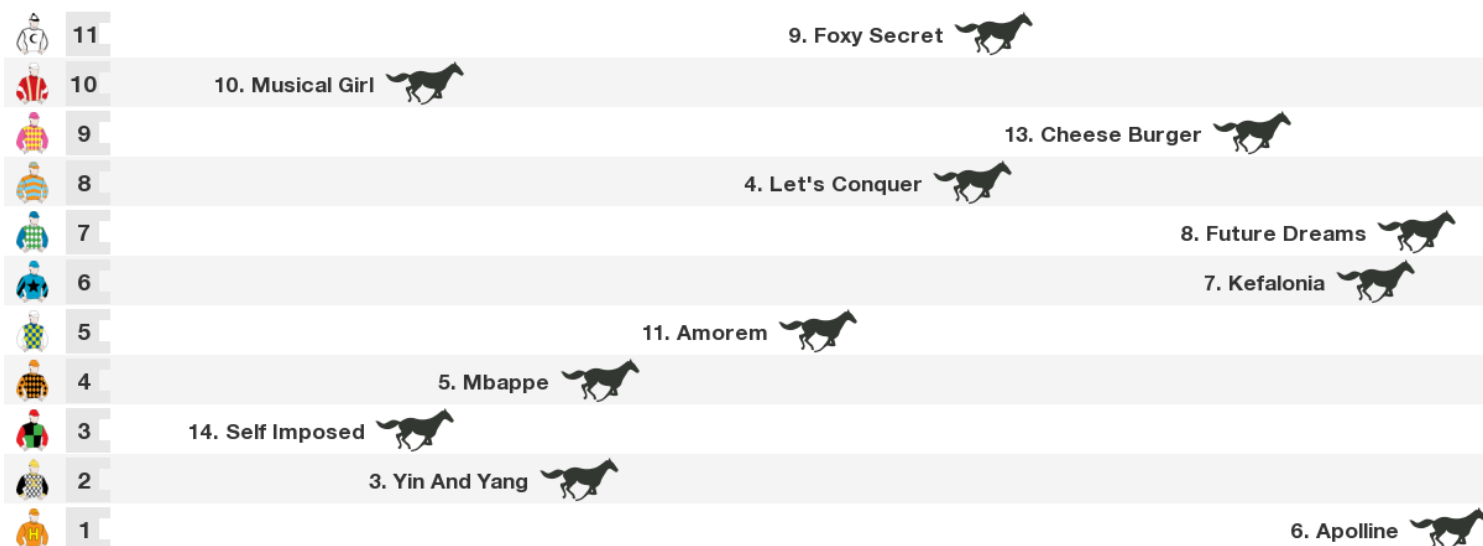 11 9. Foxy Secret
10 10. Musical Girl
9 13. Cheese Burger
8 4. Let's Conquer
7 8. Future Dreams
6 7. Kefalonia
5 11. Amorem
4 5. Mbappe
3 14. Self Imposed
2 3. Yin And Yang
1 6. Apolline
C
H